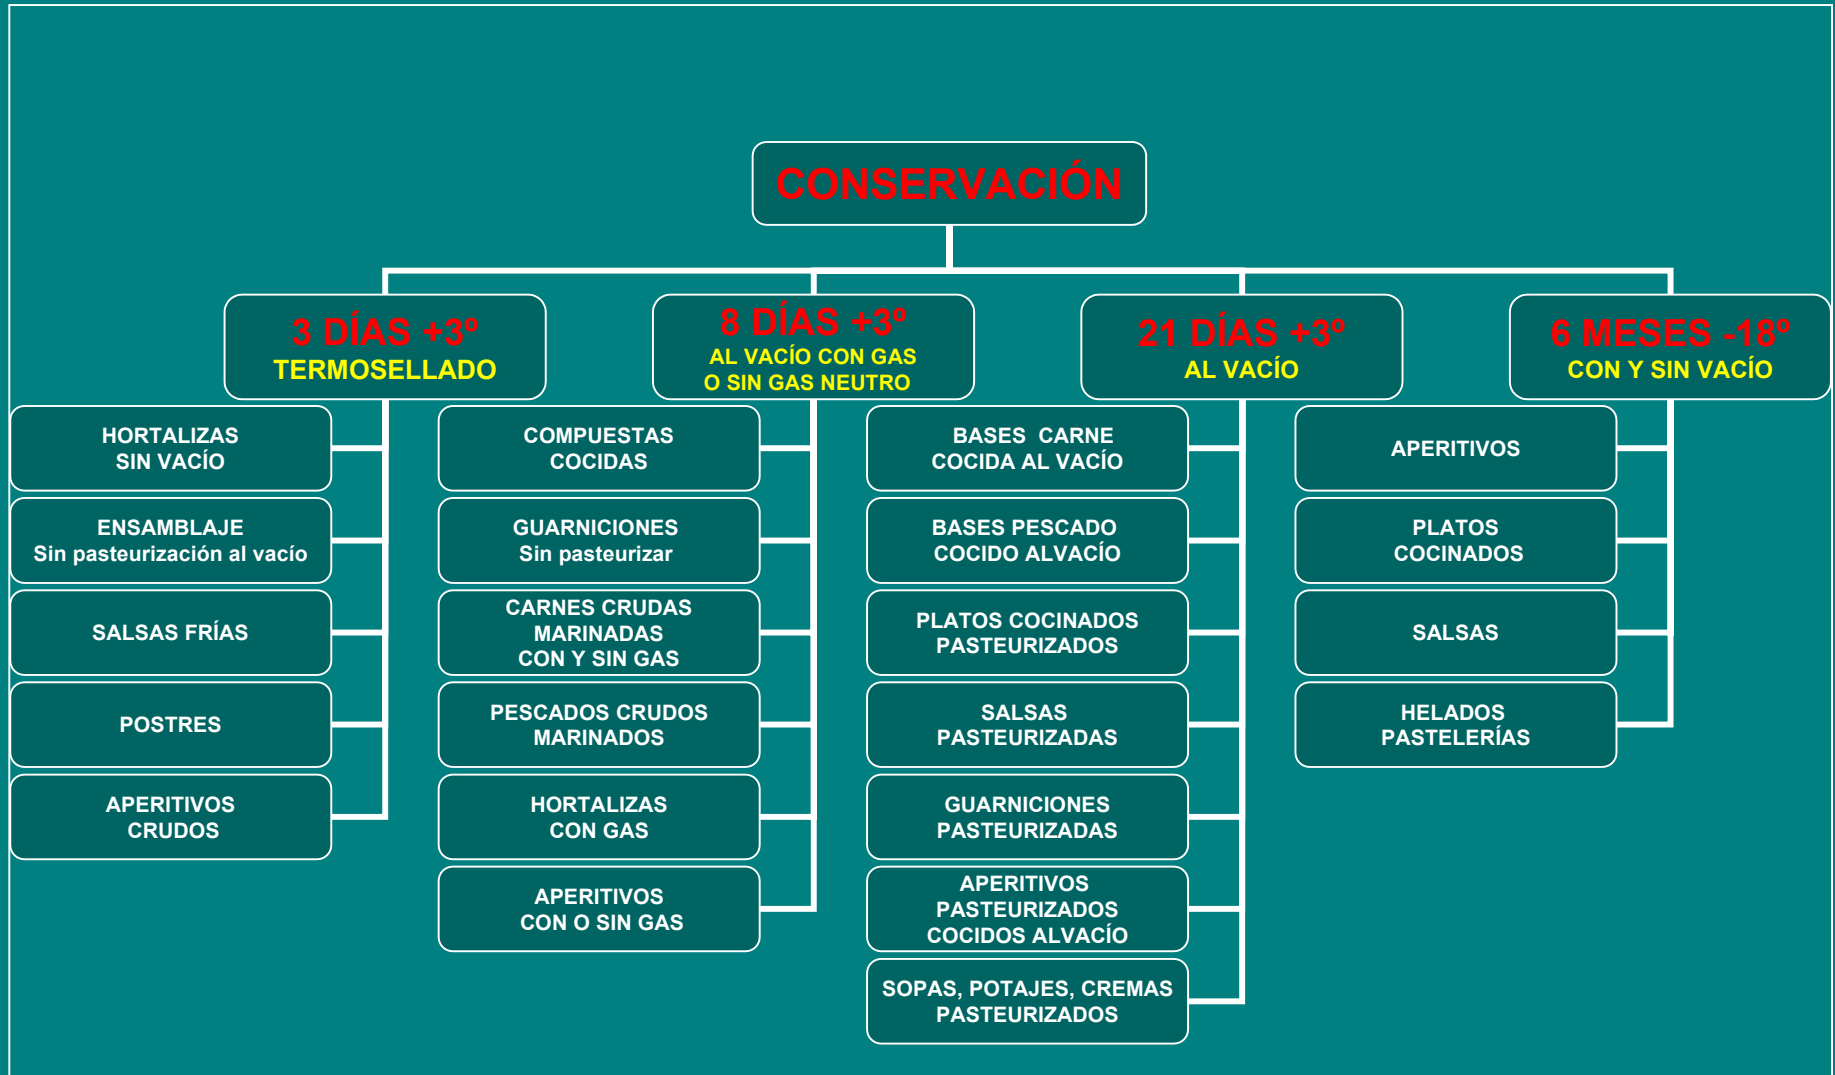 CONSERVACIÓN
3 DÍAS +3º
TERMOSELLADO
HORTALIZAS
SIN VACÍO
ENSAMBLAJE
Sin pasteurización al vacío
SALSAS FRÍAS
POSTRES
APERITIVOS
CRUDOS
8 DÍAS +3º
AL VACÍO CON GAS
O SIN GAS NEUTRO
COMPUESTAS
COCIDAS
GUARNICIONES
Sin pasteurizar
CARNES CRUDAS
MARINADAS
CON Y SIN GAS
PESCADOS CRUDOS
MARINADOS
HORTALIZAS
CON GAS
APERITIVOS
CON O SIN GAS
21 DÍAS +3º
AL VACÍO
BASES CARNE
COCIDA AL VACÍO
BASES PESCADO
COCIDO ALVACÍO
PLATOS COCINADOS
PASTEURIZADOS
SALSAS
PASTEURIZADAS
GUARNICIONES
PASTEURIZADAS
APERITIVOS
PASTEURIZADOS
COCIDOS ALVACÍO
SOPAS, POTAJES, CREMAS
PASTEURIZADOS
6 MESES -18º
CON Y SIN VACÍO
APERITIVOS
PLATOS
COCINADOS
SALSAS
HELADOS
PASTELERÍAS